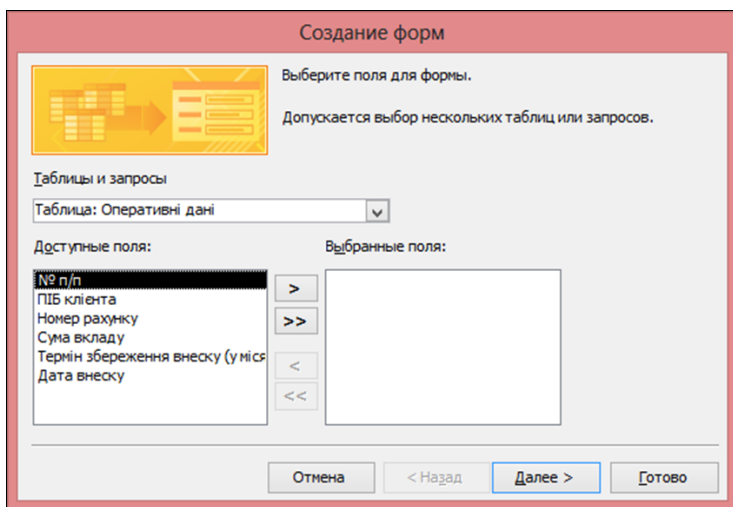 Создание форм
Выберите поля для формы.
Допускается выбор нескольких таблиц или запросов.
Таблицы и запросы
Таблица: Оперативні дані
Доступные поля:
Выбранные поля:
№ п/п
ПІБ клієнта
Номер рахунку
Сума вкладу
Термін збереження внеску (у міся
Дата внеску
>
>>
<
<<
Отмена
< Назад
Далее >
Готово